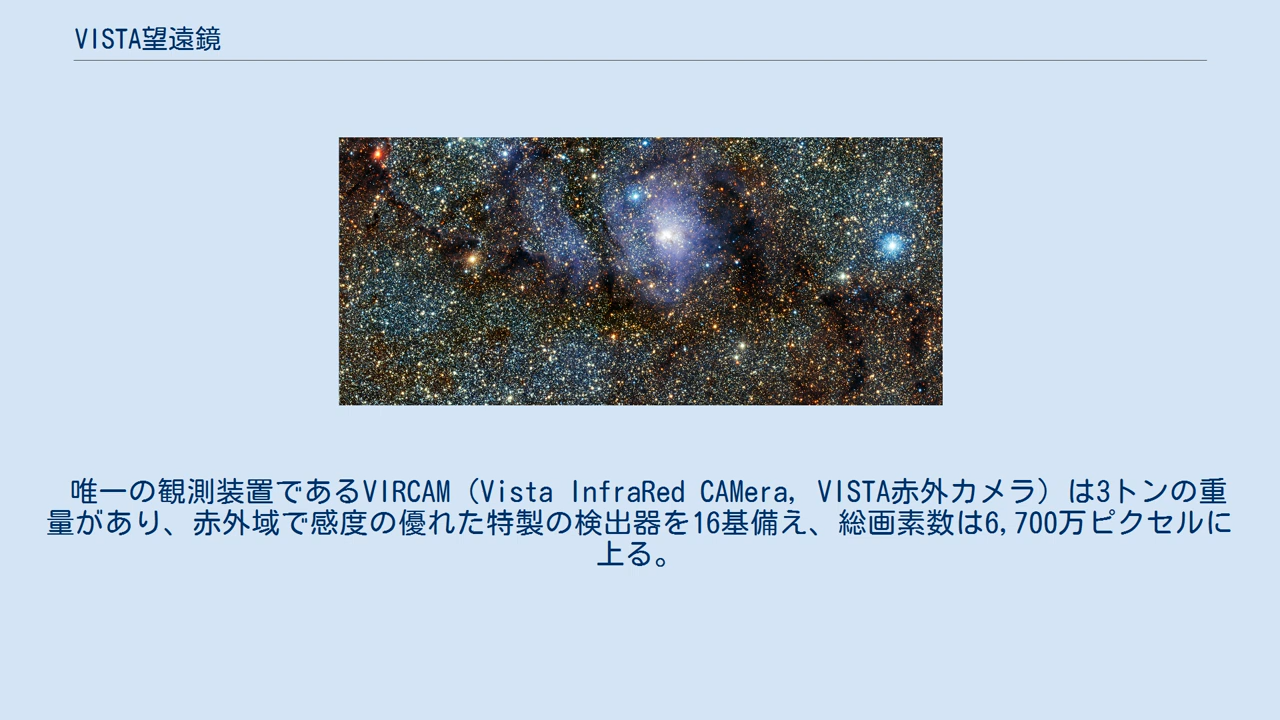 VISTA望遠鏡
唯一の観測装置であるVIRCAM（Vista InfraRed CAMera, VISTA赤外カメラ）は3トンの重
量があり、赤外域で感度の優れた特製の検出器を16基備え、総画素数は6,700万ピクセルに
上る。